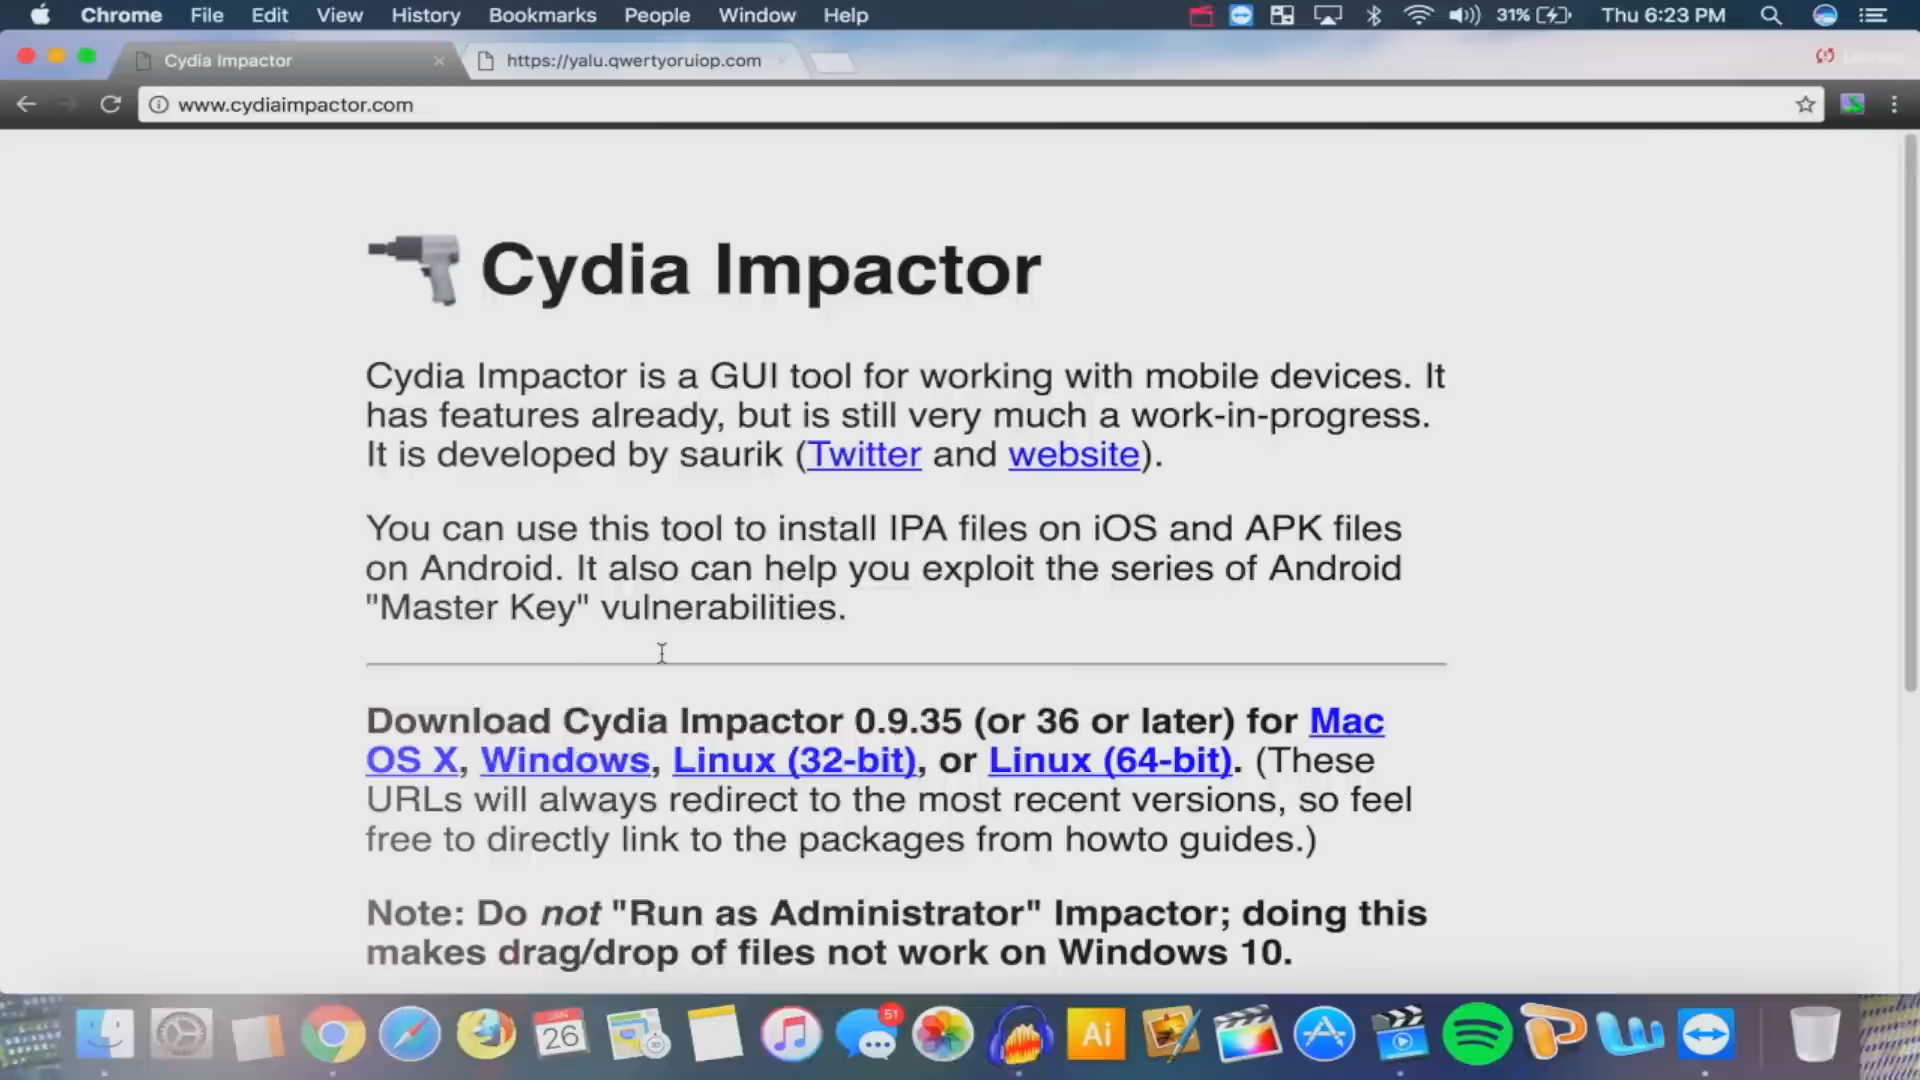 Chrome File Edit View History Bookmarks People Window Help 31% Thu 6:23 PM
Cydia Impactor https://yalu.qwertyoruiop.com
www.cydiaimpactor.com
Cydia Impactor
Cydia Impactor is a GUI tool for working with mobile devices. It
has features already, but is still very much a work-in-progress.
It is developed by saurik (Twitter and website).
You can use this tool to install IPA files on iOS and APK files
on Android. It also can help you exploit the series of Android
"Master Key" vulnerabilities.
Download Cydia Impactor 0.9.35 (or 36 or later) for Mac
OS X, Windows, Linux (32-bit), or Linux (64-bit). (These
URLs will always redirect to the most recent versions, so feel
free to directly link to the packages from howto guides.)
Note: Do not "Run as Administrator" Impactor; doing this
makes drag/drop of files not work on Windows 10.
JAN
26
51
Ai